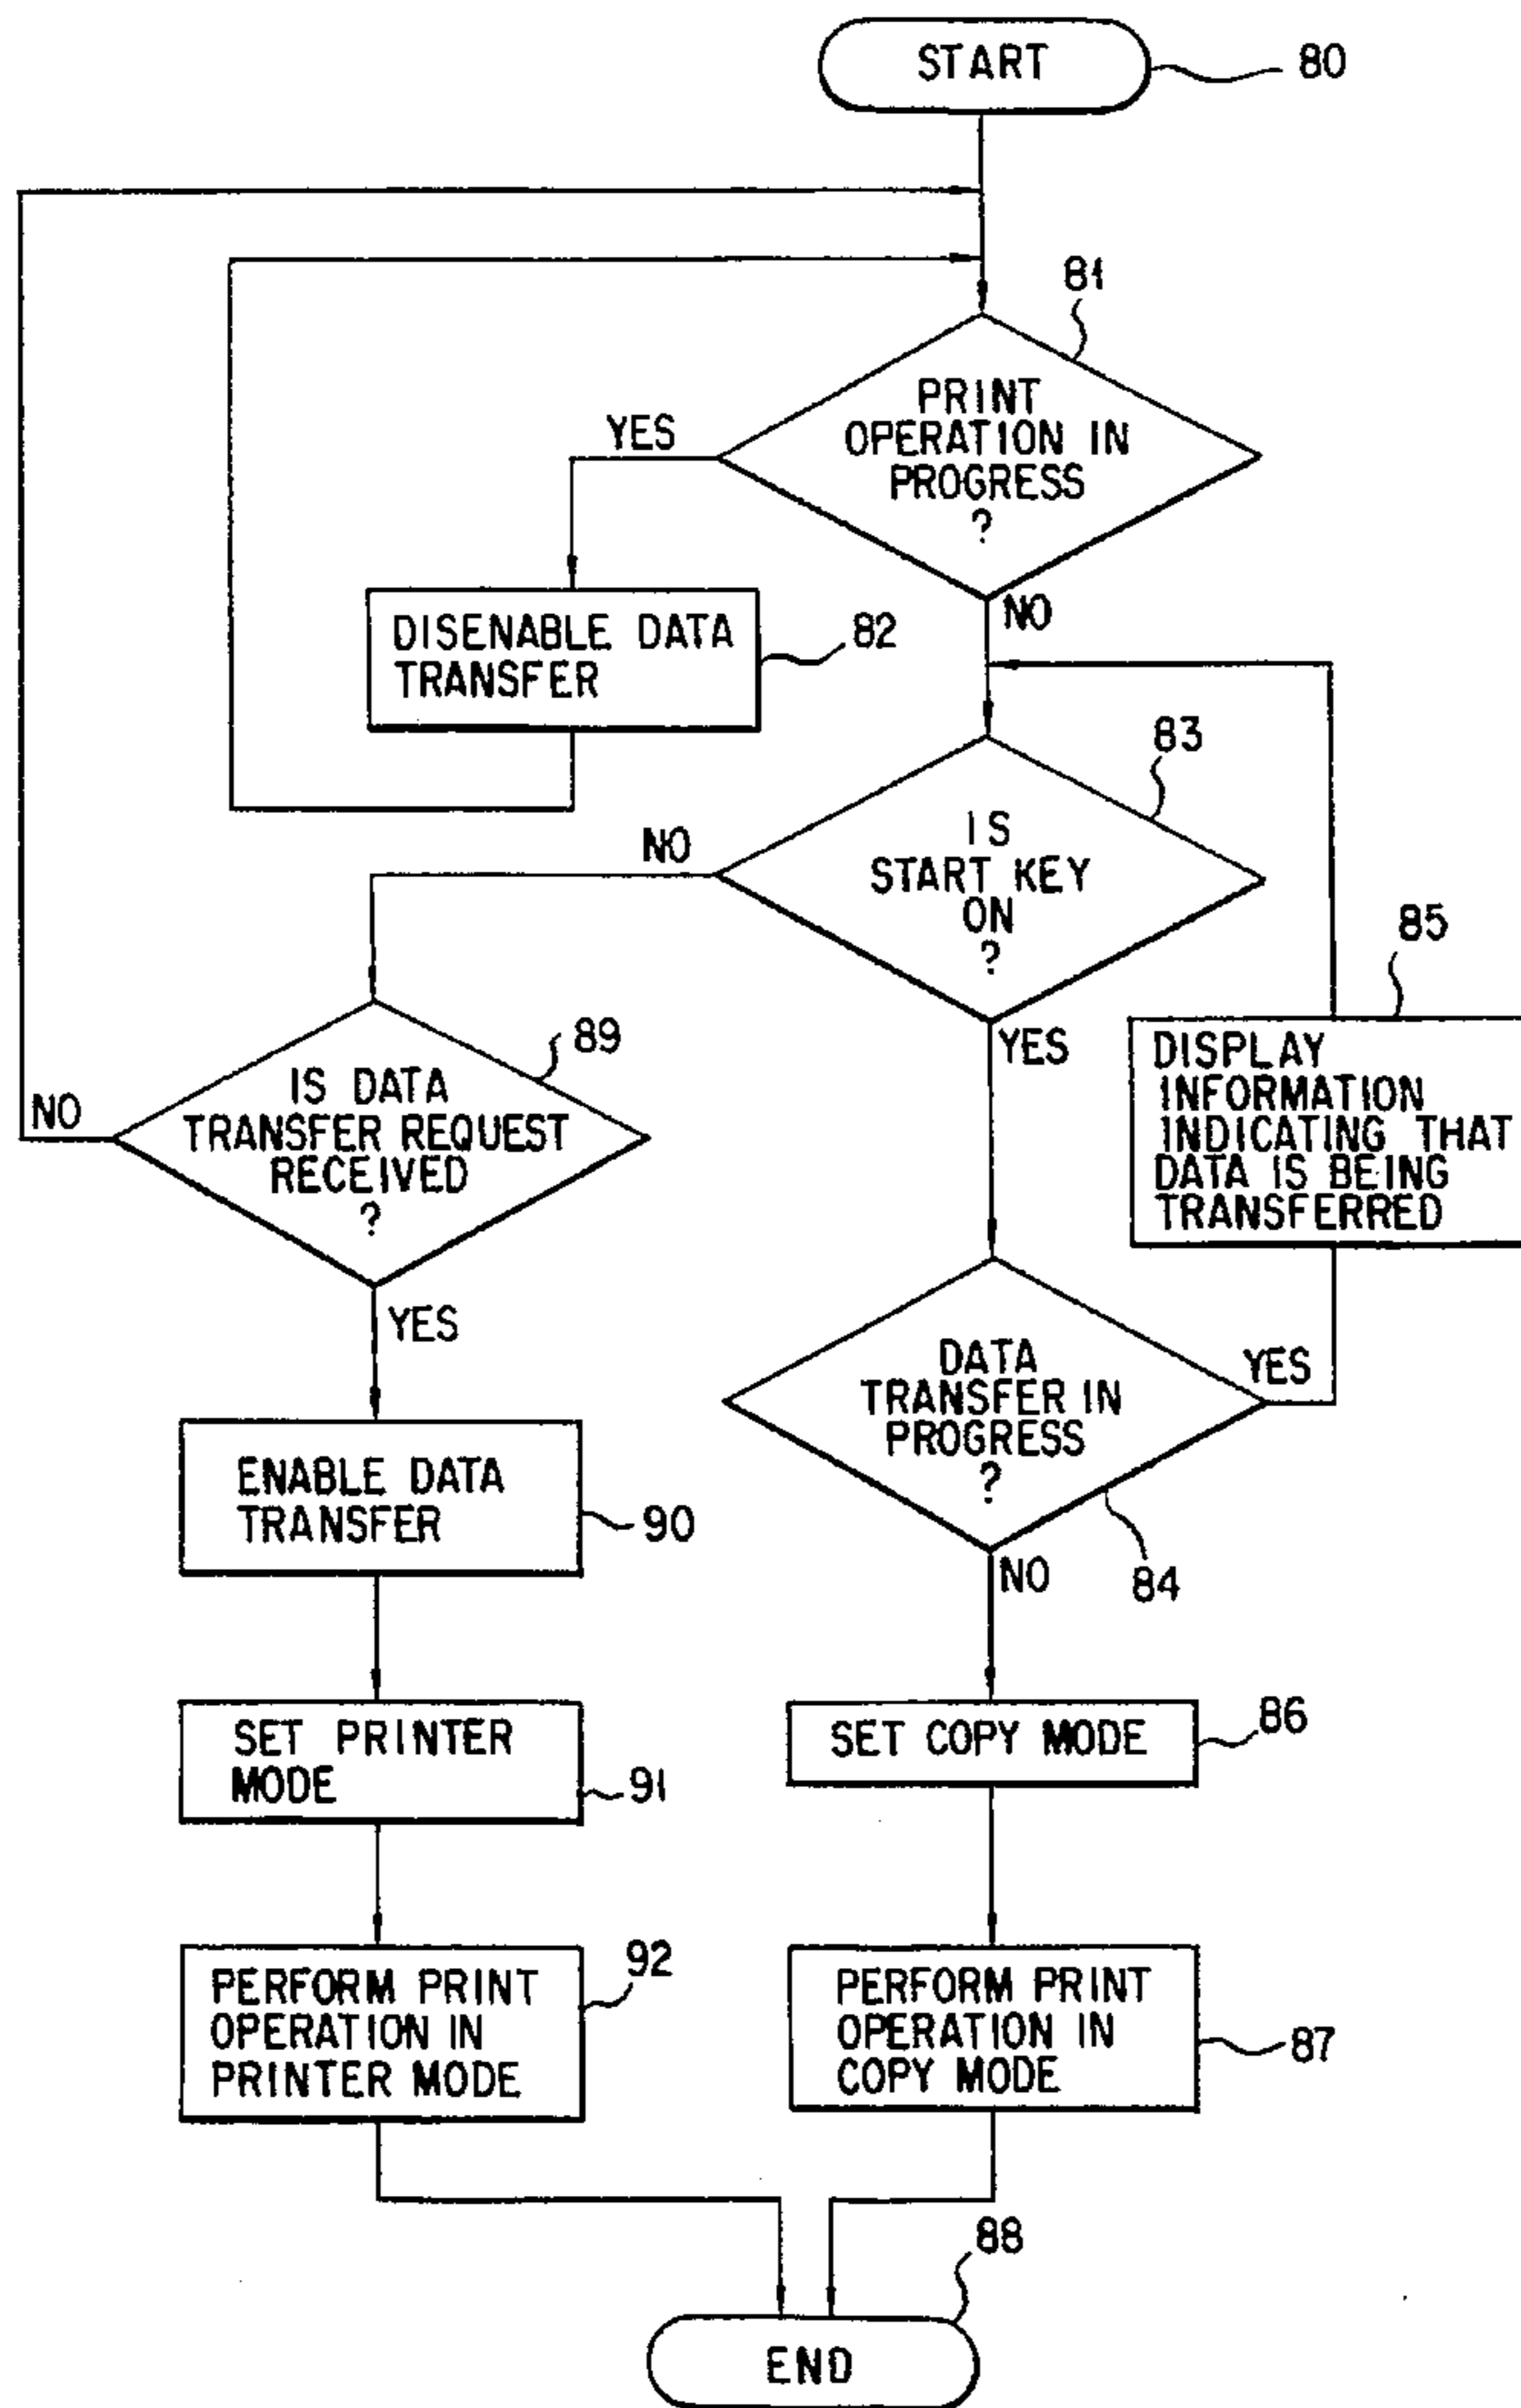 START
80
81
PRINT
OPERATION IN
PROGRESS
?
YES
NO
DISENABLE DATA
TRANSFER
82
83
IS
START KEY
ON
?
NO
YES
85
DISPLAY
INFORMATION
INDICATING THAT
DATA IS BEING
TRANSFERRED
89
IS DATA
TRANSFER REQUEST
RECEIVED
?
NO
YES
DATA
TRANSFER IN
PROGRESS
?
YES
NO
84
ENABLE DATA
TRANSFER
90
SET PRINTER
MODE
91
SET COPY MODE
86
PERFORM PRINT
OPERATION IN
PRINTER MODE
92
PERFORM PRINT
OPERATION IN
COPY MODE
87
88
END